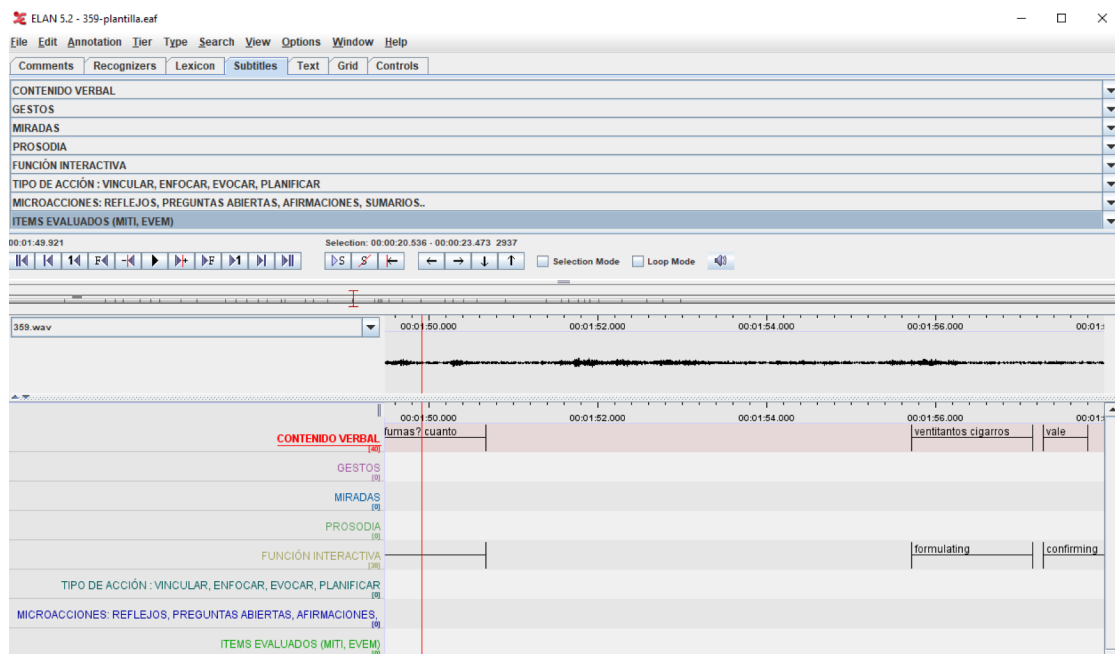 ELAN 5.2 - 359-plantilla.eaf
File Edit Annotation Tier Type Search View Options Window Help
Comments Recognizers Lexicon Subtitles Text Grid Controls
CONTENIDO VERBAL
GESTOS
MIRADAS
PROSODIA
FUNCIÓN INTERACTIVA
TIPO DE ACCIÓN : VINCULAR, ENFOCAR, EVOCAR, PLANIFICAR
MICROACCIONES: REFLEJOS, PREGUNTAS ABIERTAS, AFIRMACIONES, SUMARIOS..
ITEMS EVALUADOS (MITI, EVEM)
00:01:49.921 Selection: 00:00:20.536 - 00:00:23.473 2937
Selection Mode Loop Mode
359.wav
00:01:50.000 00:01:52.000 00:01:54.000 00:01:56.000 00:01:
00:01:50.000 00:01:52.000 00:01:54.000 00:01:56.000 00:01:
CONTENIDO VERBAL fumas? cuanto ventitantos cigarros vale
[40]
GESTOS
[0]
MIRADAS
[0]
PROSODIA
[0]
FUNCIÓN INTERACTIVA formulating confirming
TIPO DE ACCIÓN : VINCULAR, ENFOCAR, EVOCAR, PLANIFICAR
[0]
MICROACCIONES: REFLEJOS, PREGUNTAS ABIERTAS, AFIRMACIONES,
[0]
ITEMS EVALUADOS (MITI, EVEM)